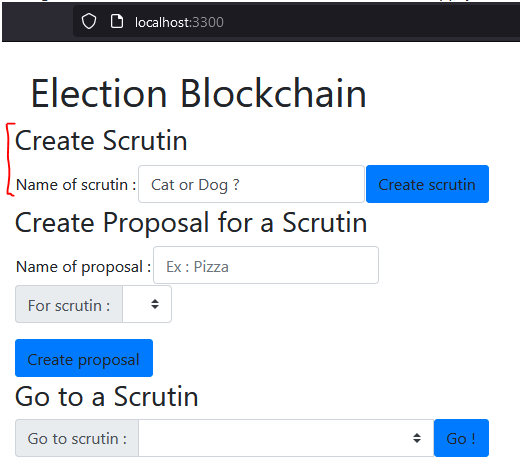 localhost:3300
Election Blockchain
Create Scrutin
Name of scrutin : Cat or Dog ? Create scrutin
Create Proposal for a Scrutin
Name of proposal : Ex : Pizza
For scrutin :
Create proposal
Go to a Scrutin
Go to scrutin : Go !